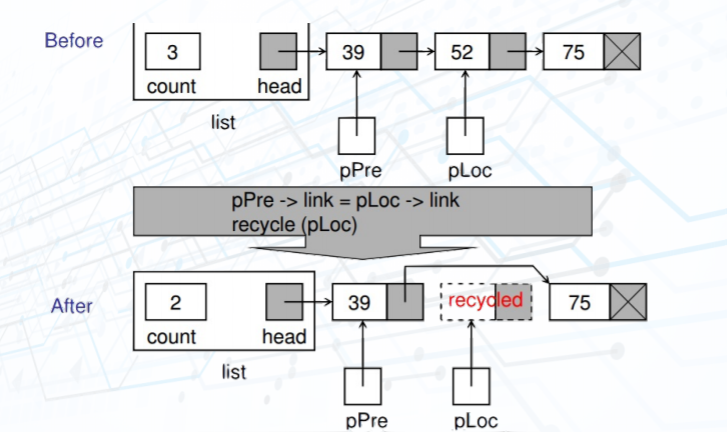 Before
3
39
52
75
count
head
list
pPre
pLoc
pPre -> link = pLoc -> link
recycle (pLoc)
After
2
39
recycled
75
count
head
list
pPre
pLoc